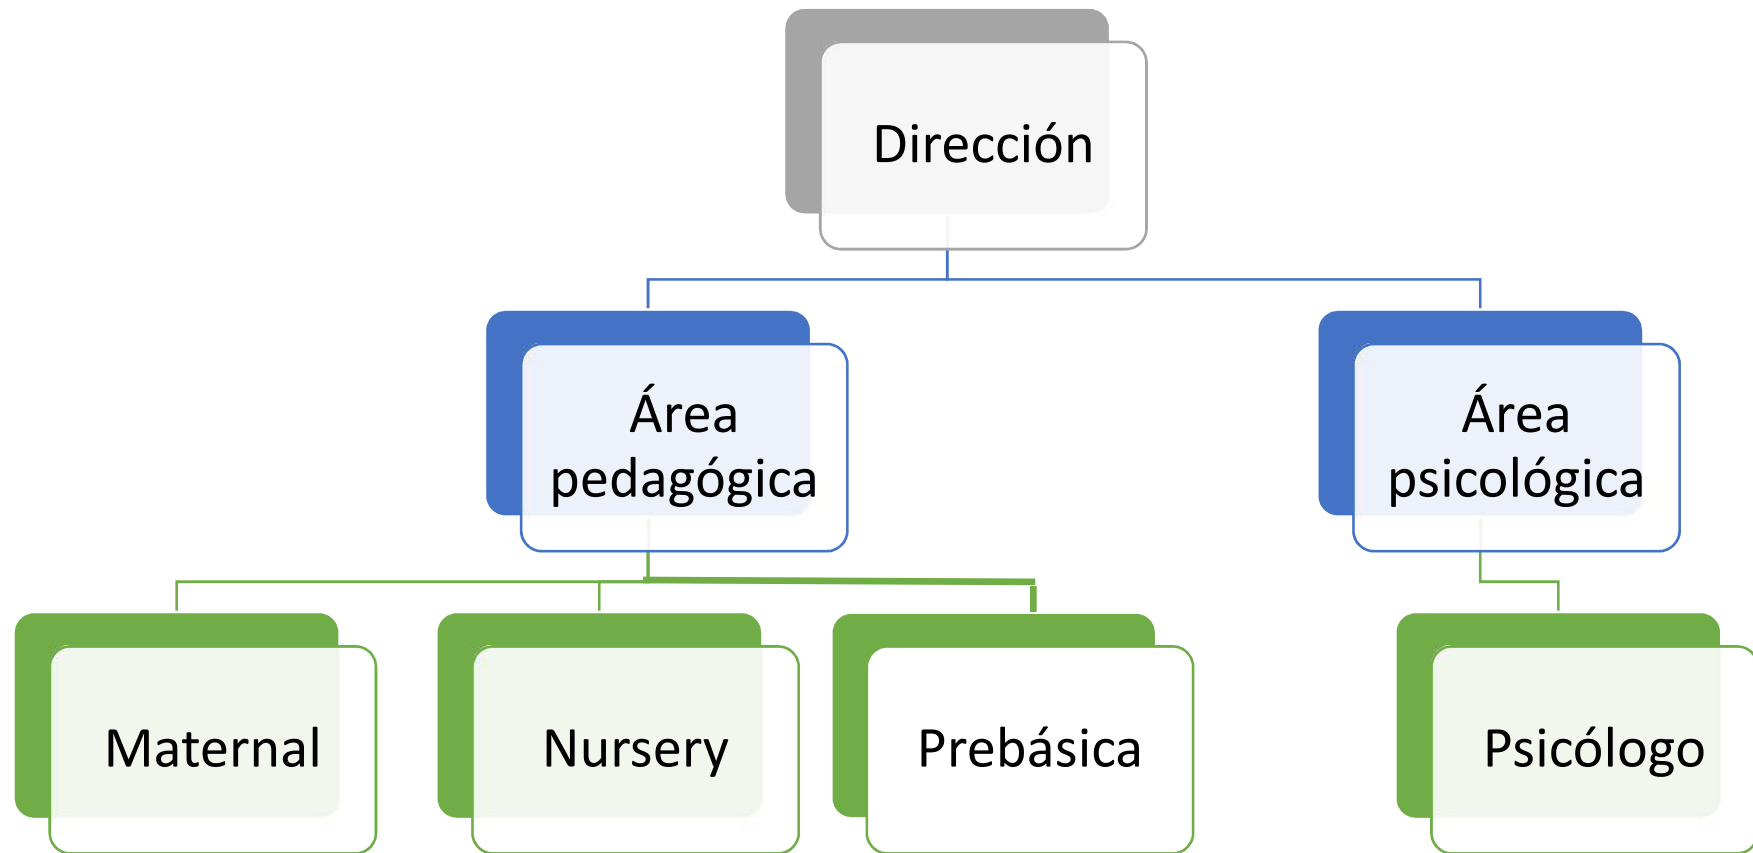 Dirección
Área
pedagógica
Área
psicológica
Maternal
Nursery
Prebásica
Psicólogo